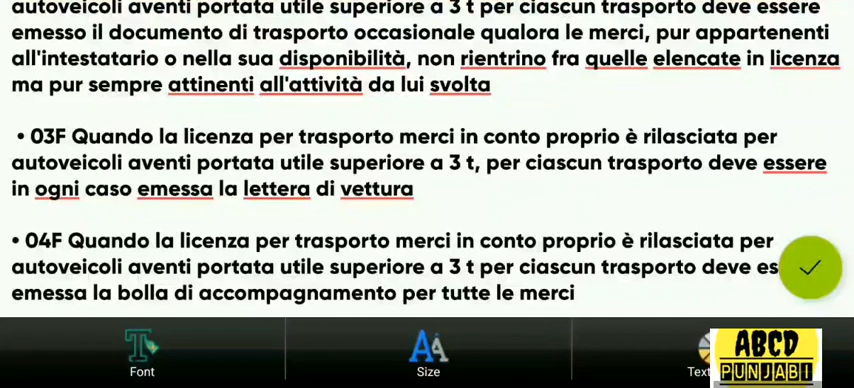 autoveicoli aventi portata utile superiore a 3 t per ciascun trasporto deve essere
emesso il documento di trasporto occasionale qualora le merci, pur appartenenti
all'intestatario o nella sua disponibilità, non rientrino fra quelle elencate in licenza
ma pur sempre attinenti all'attività da lui svolta
• 03F Quando la licenza per trasporto merci in conto proprio è rilasciata per
autoveicoli aventi portata utile superiore a 3 t, per ciascun trasporto deve essere
in ogni caso emessa la lettera di vettura
• 04F Quando la licenza per trasporto merci in conto proprio è rilasciata per
autoveicoli aventi portata utile superiore a 3 t per ciascun trasporto deve es
emessa la bolla di accompagnamento per tutte le merci
Font
Size
Text
ABCD
PUNJABI